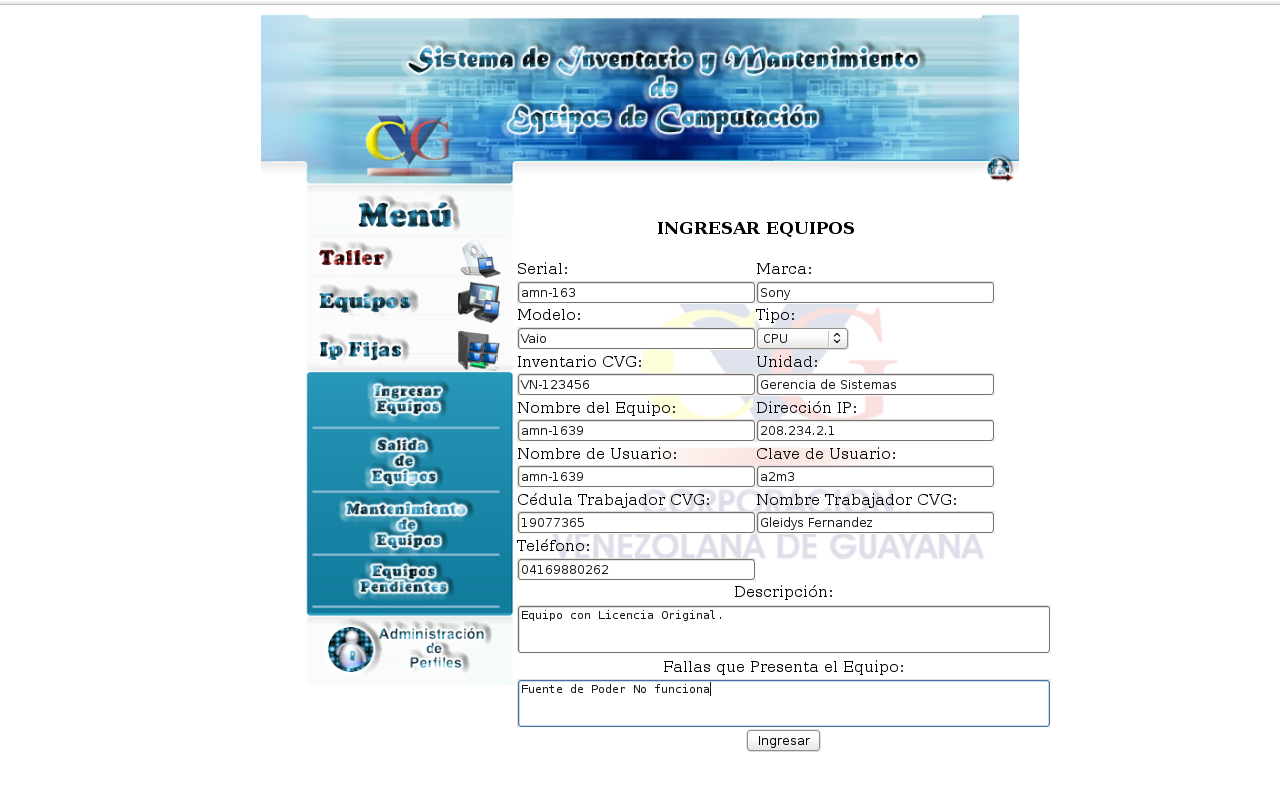 Sistema de Inventario y Mantenimiento
de
Equipos de Computación
CVG
Menú
Taller
Equipos
Ip Fijas
Ingresar
Equipos
Salida
de
Equipos
Mantenimiento
de
Equipos
Equipos
Pendientes
Administración
de
Perfiles
INGRESAR EQUIPOS
Serial: Marca:
amn-163 Sony
Modelo: Tipo:
Vaio CPU
Inventario CVG: Unidad:
VN-123456 Gerencia de Sistemas
Nombre del Equipo: Dirección IP:
amn-1639 208.234.2.1
Nombre de Usuario: Clave de Usuario:
amn-1639 a2m3
Cédula Trabajador CVG: Nombre Trabajador CVG:
19077365 Gleidys Fernandez
Teléfono:
04169880262
Descripción:
Equipo con Licencia Original.
Fallas que Presenta el Equipo:
Fuente de Poder No funciona
Ingresar
CVG
CORPORACION
VENEZOLANA DE GUAYANA